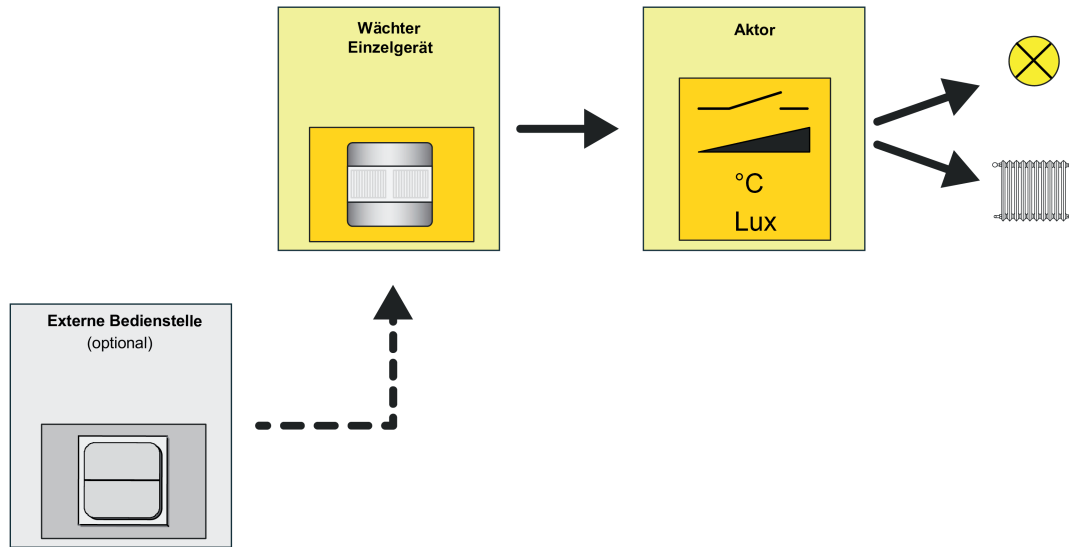 Wächter
Einzelgerät
Aktor
°C
Lux
Externe Bedienstelle
(optional)